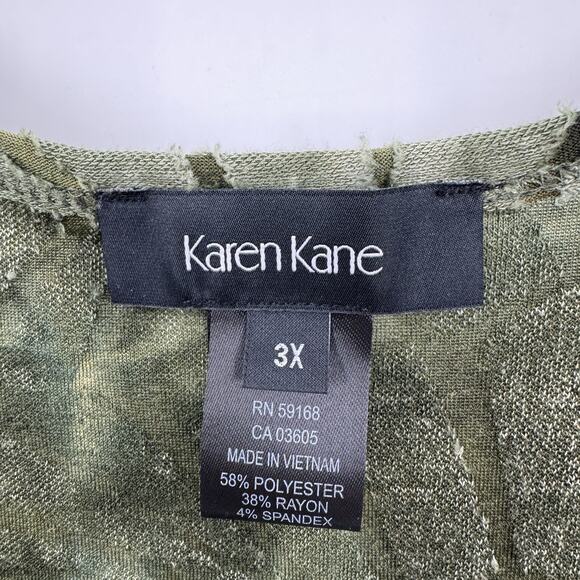 Karen Kane
3X
RN 59168
CA 03605
MADE IN VIETNAM
58% POLYESTER
38% RAYON
4% SPANDEX